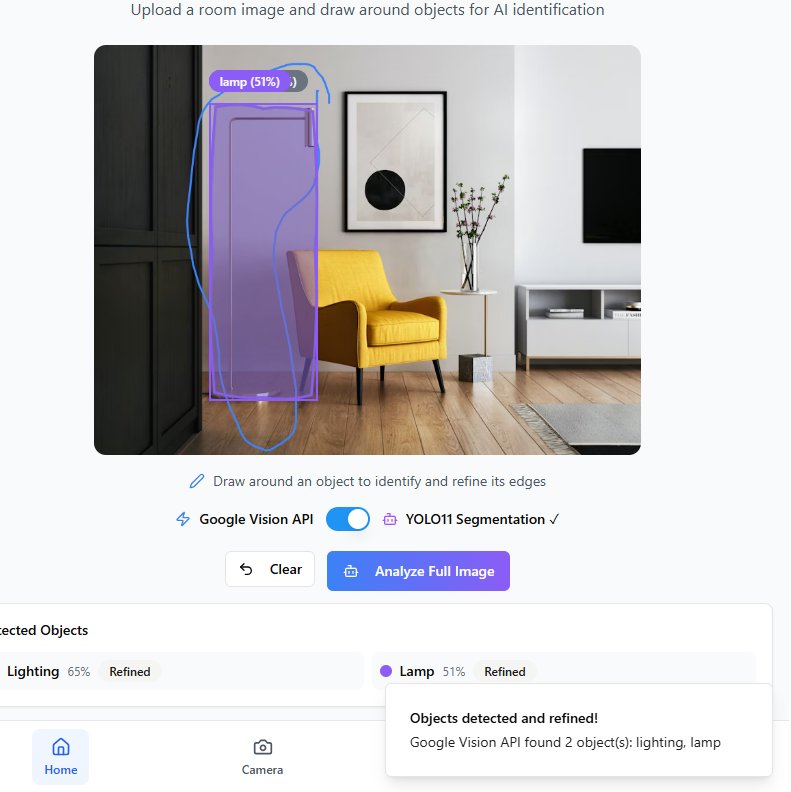 Upload a room image and draw around objects for AI identification
lamp (51%)
Draw around an object to identify and refine its edges
Google Vision API
YOLO11 Segmentation ✓
Clear
Analyze Full Image
tected Objects
Lighting 65% Refined
Lamp 51% Refined
Objects detected and refined!
Google Vision API found 2 object(s): lighting, lamp
Home
Camera